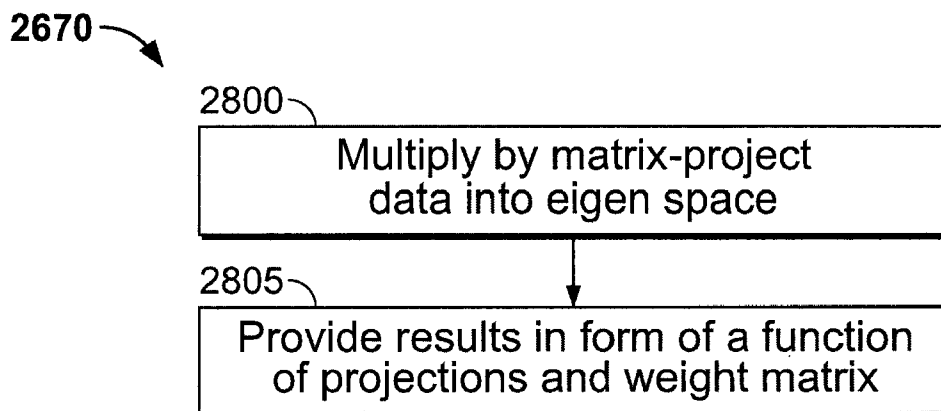 2670
2800
Multiply by matrix-project
data into eigen space
2805
Provide results in form of a function
of projections and weight matrix